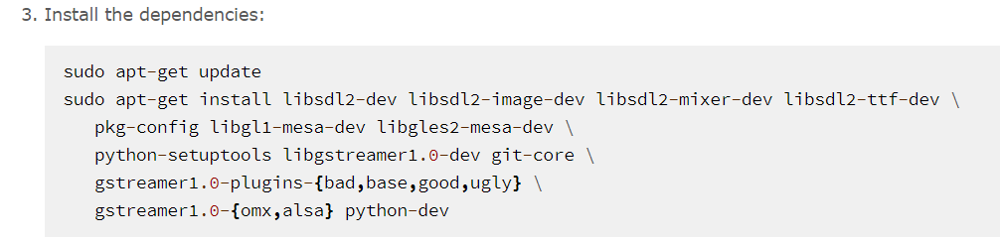 3. Install the dependencies:
sudo apt-get update
sudo apt-get install libsdl2-dev libsdl2-image-dev libsdl2-mixer-dev libsdl2-ttf-dev \
pkg-config libgl1-mesa-dev libgles2-mesa-dev \
python-setuptools libgstreamer1.0-dev git-core \
gstreamer1.0-plugins-{bad,base,good,ugly} \
gstreamer1.0-{omx,alsa} python-dev